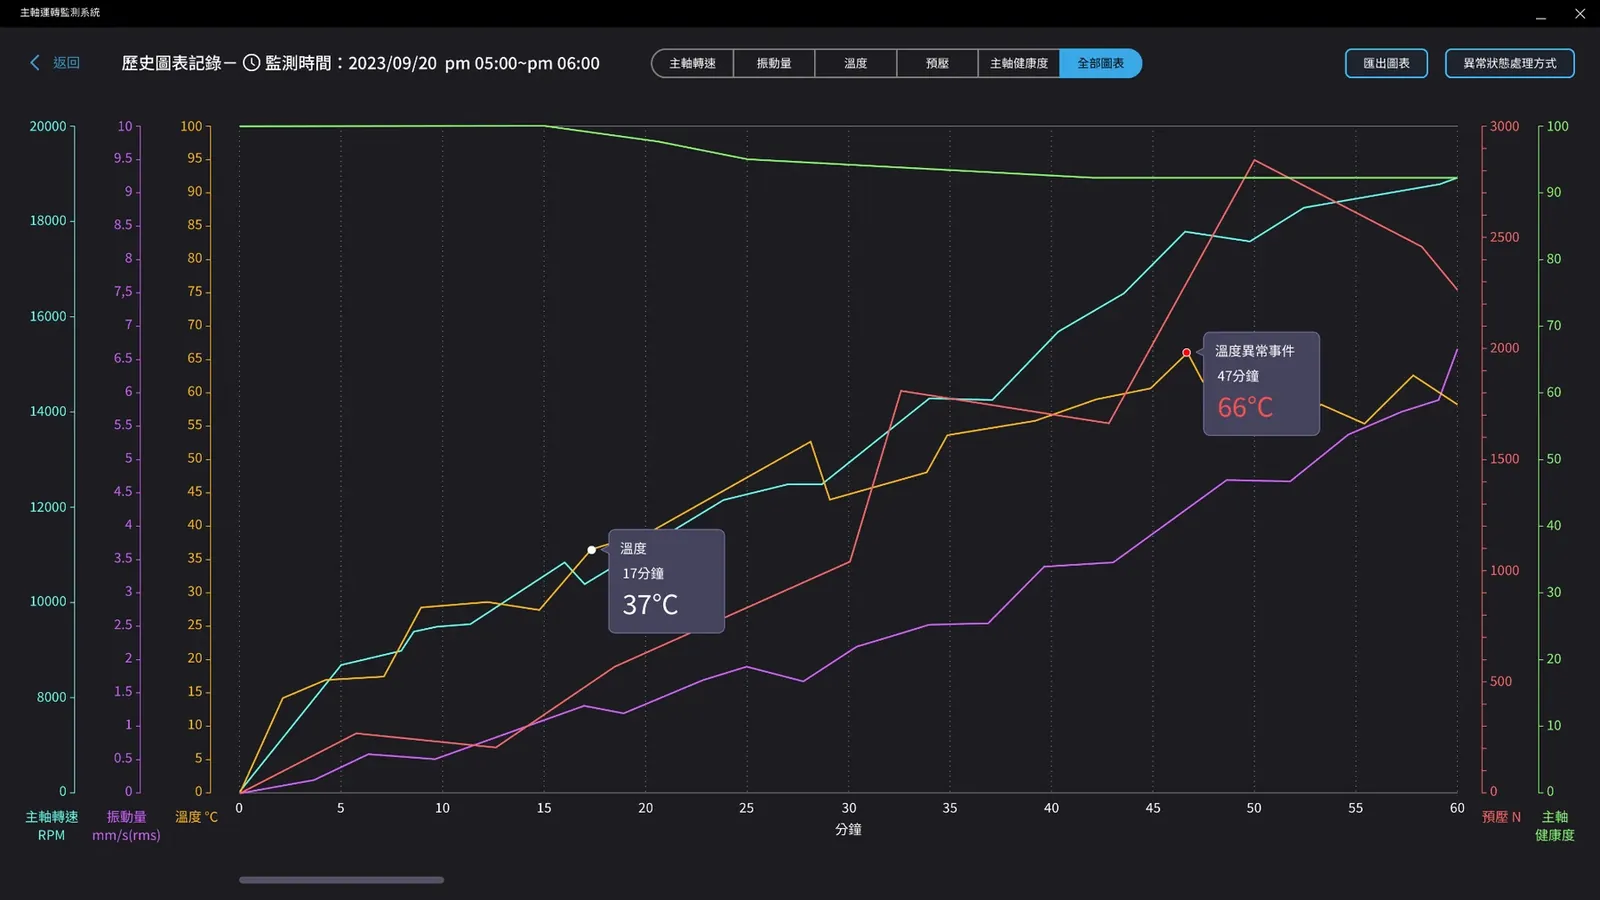 主軸運轉監測系統
返回
歷史圖表記錄－ 監測時間：2023/09/20 pm 05:00~pm 06:00
主軸轉速
振動量
溫度
預壓
主軸健康度
全部圖表
匯出圖表
異常狀態處理方式
20000
18000
16000
14000
12000
10000
8000
0
主軸轉速
RPM
10
9.5
9
8.5
8
7,5
7
6.5
6
5.5
5
4.5
4
3.5
3
2.5
2
1.5
1
0.5
0
振動量
mm/s(rms)
100
95
90
85
80
75
70
65
60
55
50
45
40
35
30
25
20
15
10
5
0
溫度 °C
溫度
17分鐘
37°C
溫度異常事件
47分鐘
66°C
0 5 10 15 20 25 30 35 40 45 50 55 60
分鐘
3000
2500
2000
1500
1000
500
0
預壓 N
100
90
80
70
60
50
40
30
20
10
0
主軸
健康度